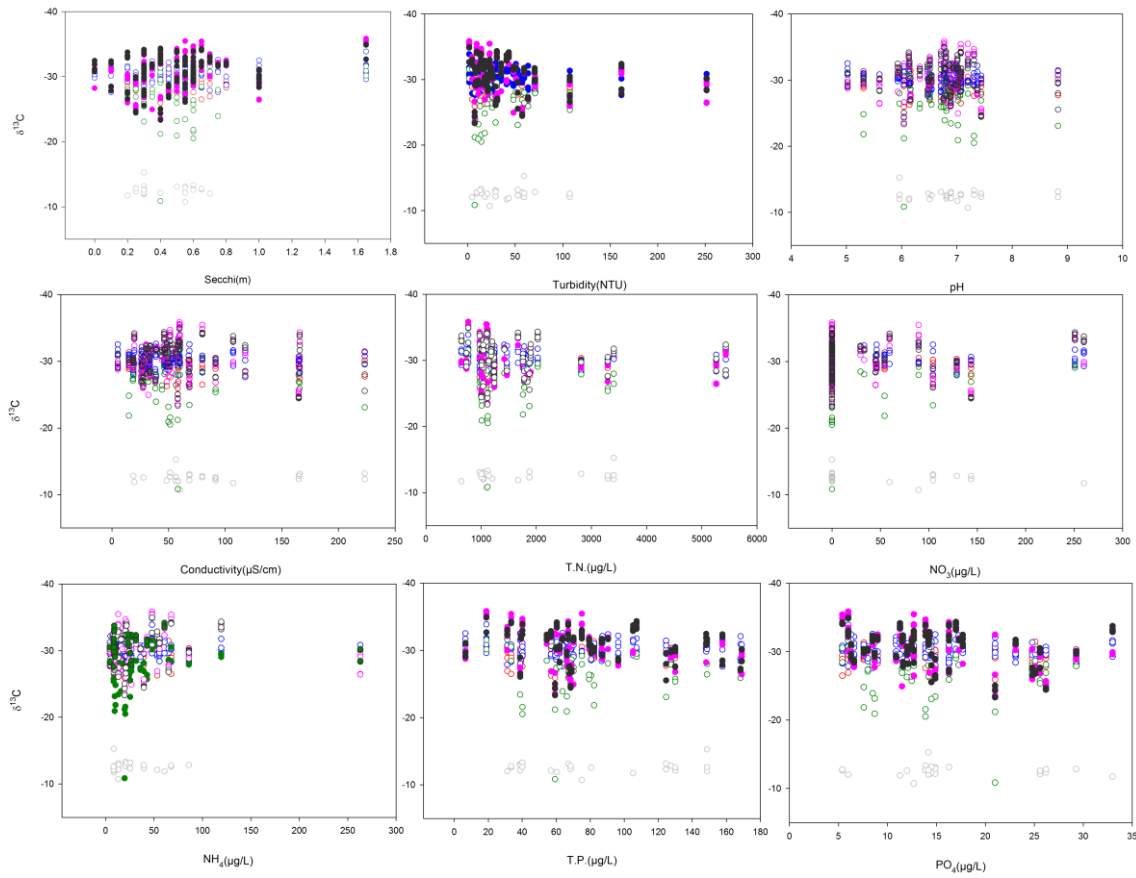 -40
-30
-20
-10
δ13C
0.0 0.2 0.4 0.6 0.8 1.0 1.2 1.4 1.6 1.8
Secchi(m)
-40
-30
-20
-10
0 50 100 150 200 250 300
Turbidity(NTU)
-40
-30
-20
-10
0
4 5 6 7 8 9 10
pH
-40
-30
-20
-10
δ13C
0 50 100 150 200 250
Conductivity(µS/cm)
-40
-30
-20
-10
0 1000 2000 3000 4000 5000 6000
T.N.(µg/L)
-40
-30
-20
-10
0 50 100 150 200 250 300
NO3(µg/L)
-40
-30
-20
-10
δ13C
0 50 100 150 200 250 300
NH4(µg/L)
-40
-30
-20
-10
0 20 40 60 80 100 120 140 160 180
T.P.(µg/L)
-40
-30
-20
-10
0
0 5 10 15 20 25 30 35
PO4(µg/L)